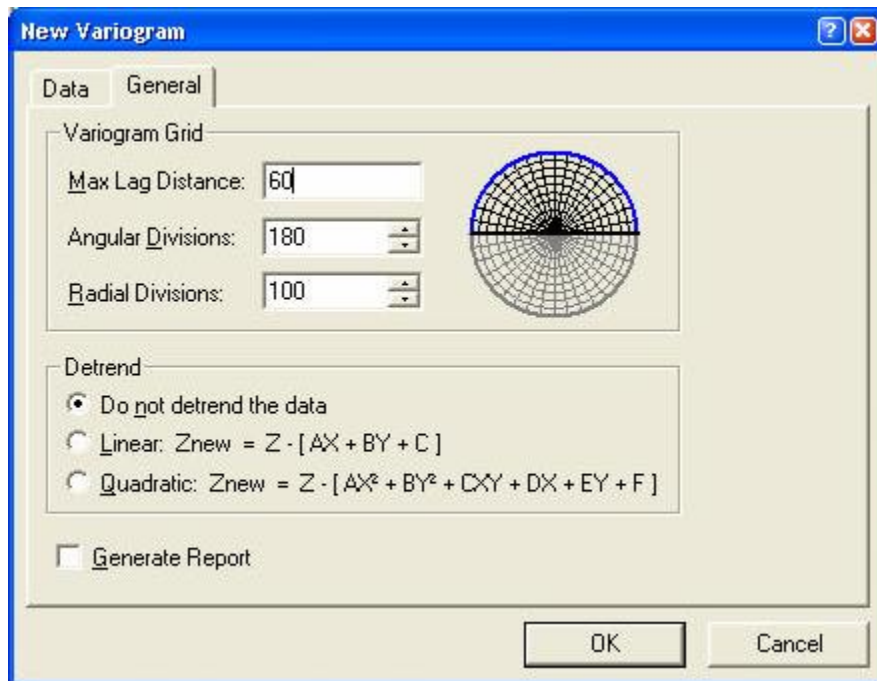 New Variogram
Data General
Variogram Grid
Max Lag Distance: 60
Angular Divisions: 180
Radial Divisions: 100
Detrend
Do not detrend the data
Linear: Znew = Z - [ AX + BY + C ]
Quadratic: Znew = Z - [ AX² + BY² + CXY + DX + EY + F ]
Generate Report
OK Cancel